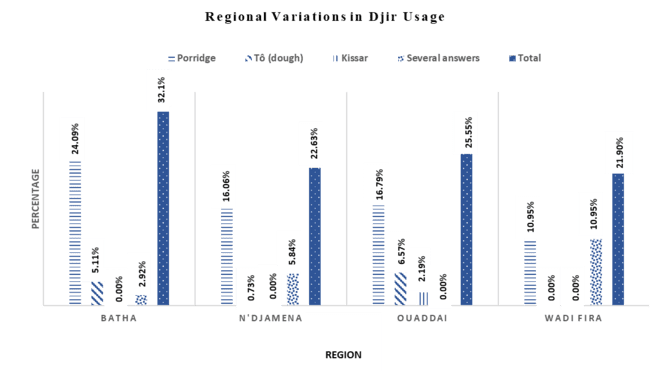 Regional Variations in Djir Usage
Porridge Tô (dough) Kissar Several answers Total
PERCENTAGE
24.09% 5.11% 0.00% 2.92% 32.1%
16.06% 0.73% 0.00% 5.84% 22.63%
16.79% 6.57% 2.19% 0.00% 25.55%
10.95% 0.00% 0.00% 10.95% 21.90%
BATHA N'DJAMENA OUADDAI WADI FIRA
REGION